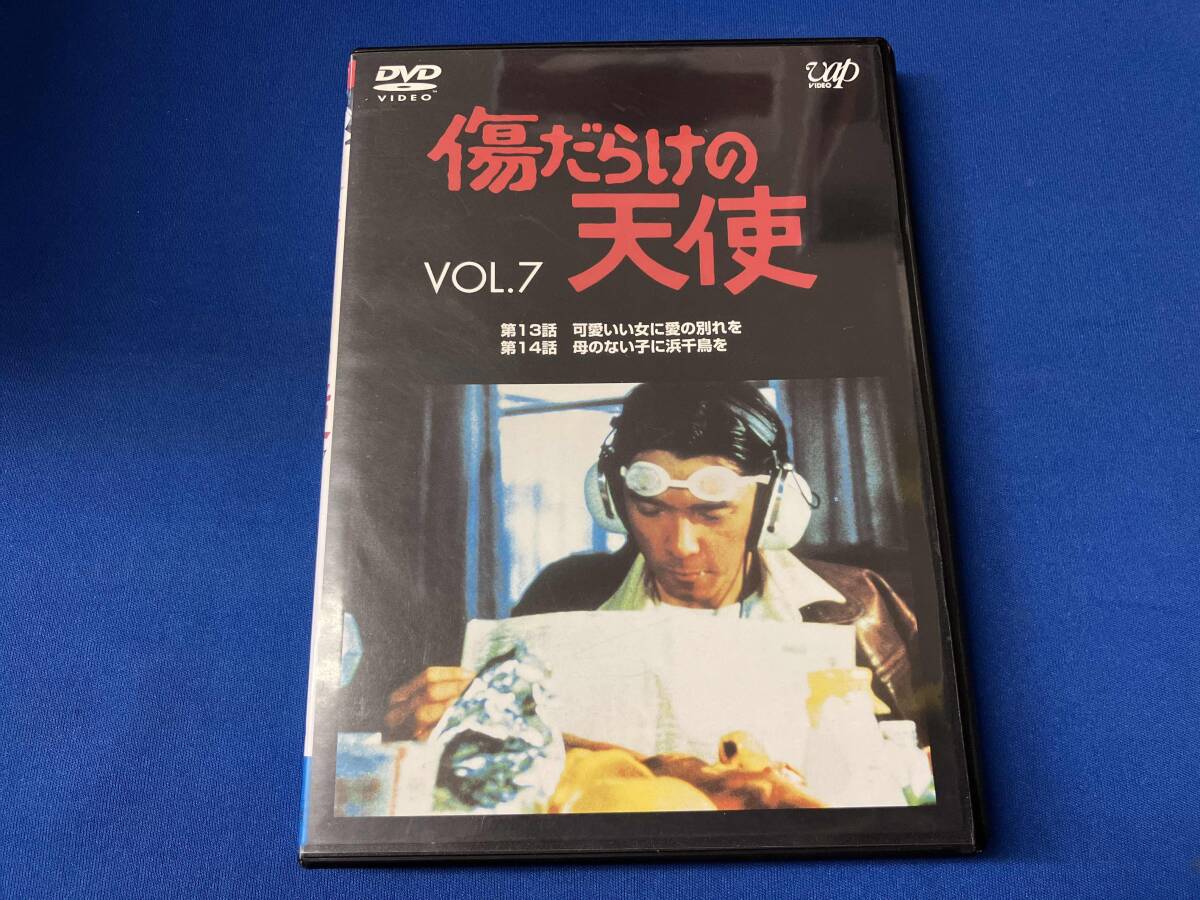 DVD
VIDEO
vap
VIDEO
傷だらけの
天使
VOL.7
第13話 可愛いい女に愛の別れを
第14話 母のない子に浜千鳥を